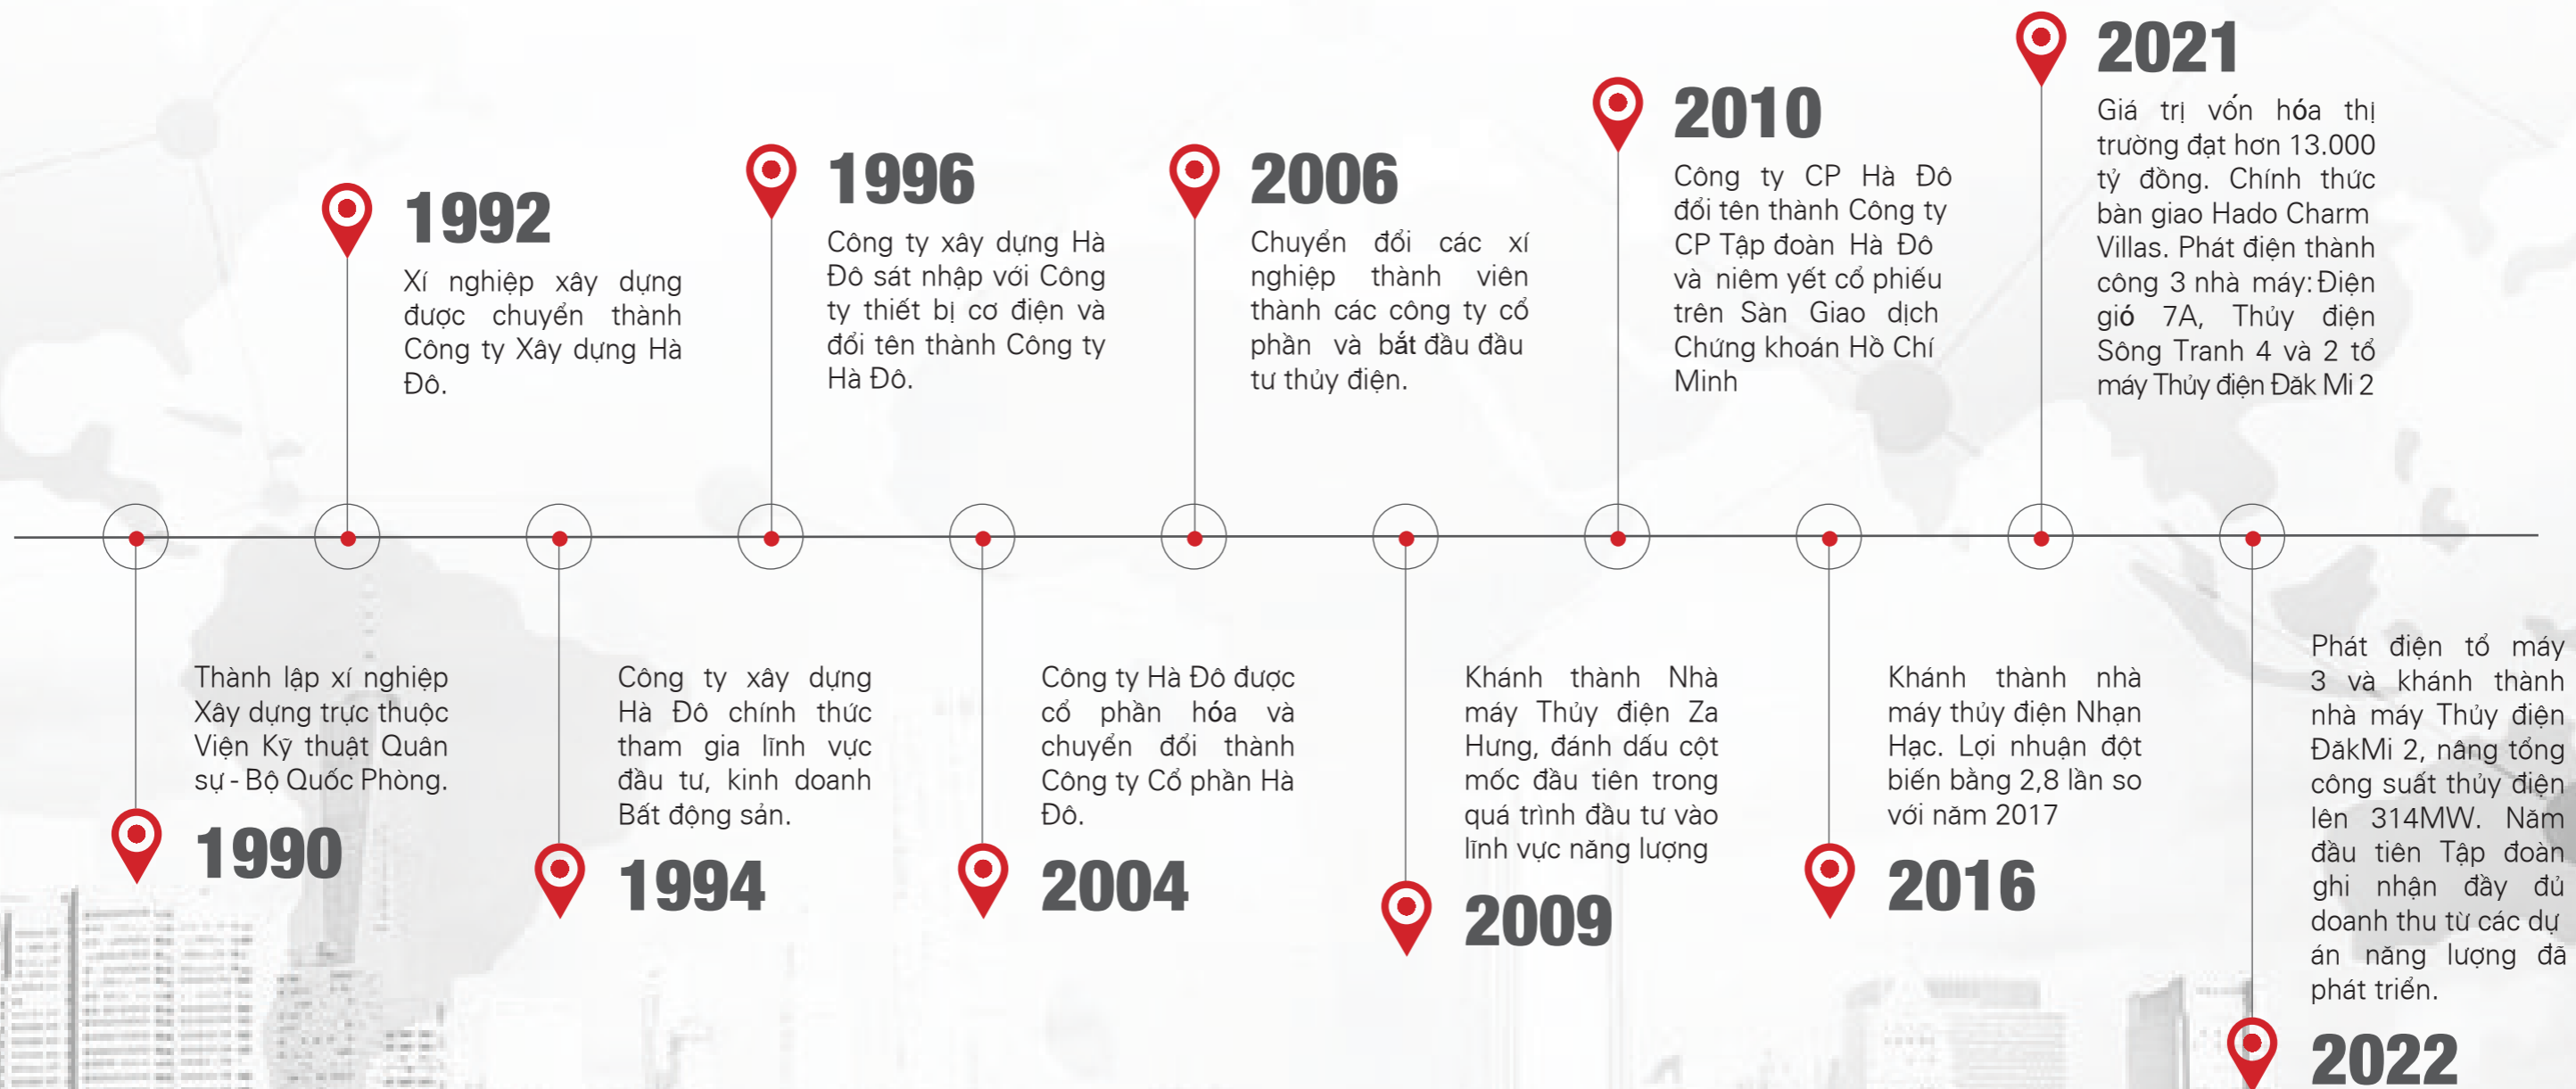 1990
Thành lập xí nghiệp
Xây dựng trực thuộc
Viện Kỹ thuật Quân
sự - Bộ Quốc Phòng.
1992
Xí nghiệp xây dựng
được chuyển thành
Công ty Xây dựng Hà
Đô.
1994
Công ty xây dựng
Hà Đô chính thức
tham gia lĩnh vực
đầu tư, kinh doanh
Bất động sản.
1996
Công ty xây dựng Hà
Đô sát nhập với Công
ty thiết bị cơ điện và
đổi tên thành Công ty
Hà Đô.
2004
Công ty Hà Đô được
cổ phần hóa và
chuyển đổi thành
Công ty Cổ phần Hà
Đô.
2006
Chuyển đổi các xí
nghiệp thành viên
thành các công ty cổ
phần và bắt đầu đầu
tư thủy điện.
2009
Khánh thành Nhà
máy Thủy điện Za
Hưng, đánh dấu cột
mốc đầu tiên trong
quá trình đầu tư vào
lĩnh vực năng lượng
2010
Công ty CP Hà Đô
đổi tên thành Công ty
CP Tập đoàn Hà Đô
và niêm yết cổ phiếu
trên Sàn Giao dịch
Chứng khoán Hồ Chí
Minh
2016
Khánh thành nhà
máy thủy điện Nhạn
Hạc. Lợi nhuận đột
biến bằng 2,8 lần so
với năm 2017
2021
Giá trị vốn hóa thị
trường đạt hơn 13.000
tỷ đồng. Chính thức
bàn giao Hado Charm
Villas. Phát điện thành
công 3 nhà máy: Điện
gió 7A, Thủy điện
Sông Tranh 4 và 2 tổ
máy Thủy điện Đăk Mi 2
2022
Phát điện tổ máy
3 và khánh thành
nhà máy Thủy điện
ĐăkMi 2, nâng tổng
công suất thủy điện
lên 314MW. Năm
đầu tiên Tập đoàn
ghi nhận đầy đủ
doanh thu từ các dự
án năng lượng đã
phát triển.